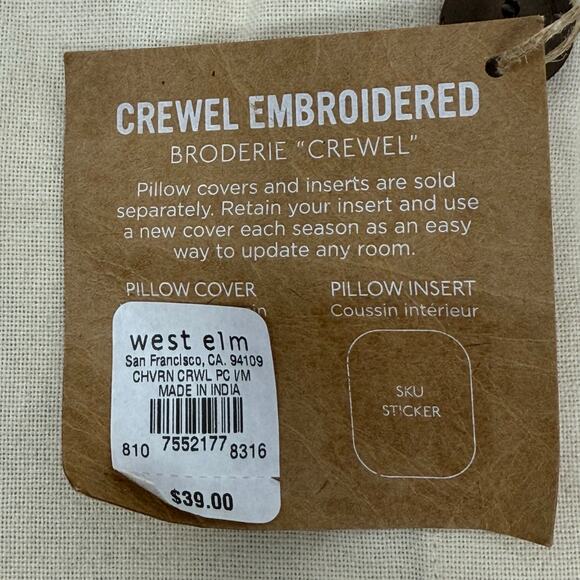 CREWEL EMBROIDERED
BRODERIE “CREWEL”
Pillow covers and inserts are sold
separately. Retain your insert and use
a new cover each season as an easy
way to update any room.
PILLOW COVER
PILLOW INSERT
Coussin intérieur
SKU
STICKER
west elm
San Francisco, CA. 94109
CHVRN CRWL PC I/M
MADE IN INDIA
810 7552177 8316
$39.00